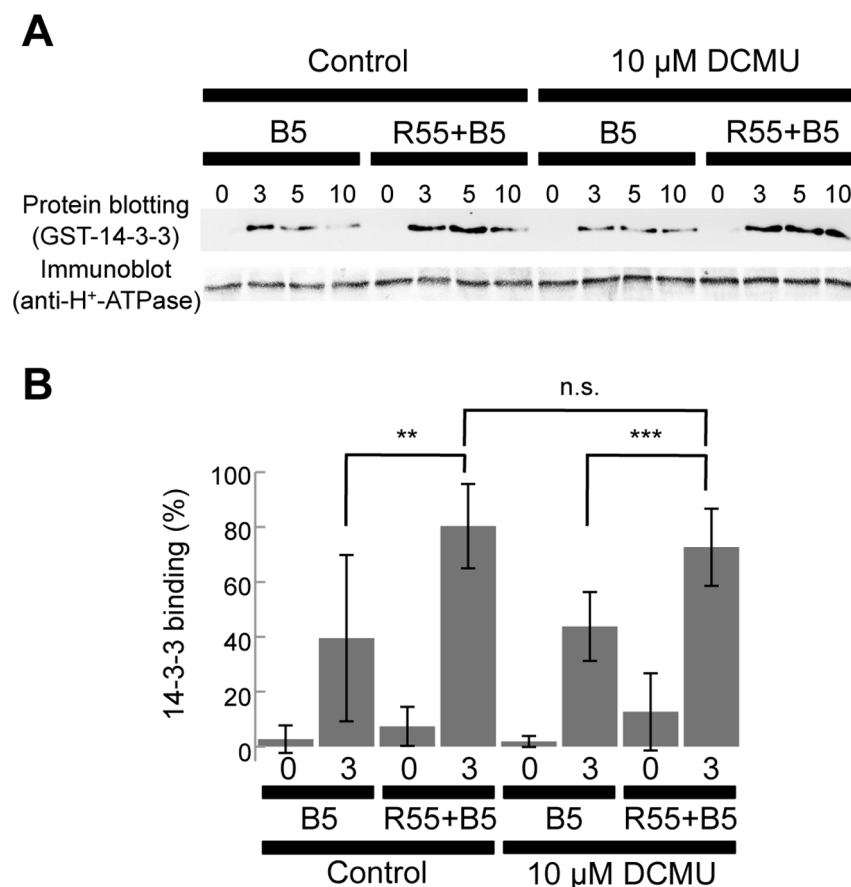 A
Control 10 µM DCMU
B5 R55+B5 B5 R55+B5
0 3 5 10 0 3 5 10 0 3 5 10 0 3 5 10
Protein blotting
(GST-14-3-3)
Immunoblot
(anti-H⁺-ATPase)
B
n.s.
** ***
14-3-3 binding (%)
100
80
60
40
20
0
0 3 0 3 0 3 0 3
B5 R55+B5 B5 R55+B5
Control 10 µM DCMU